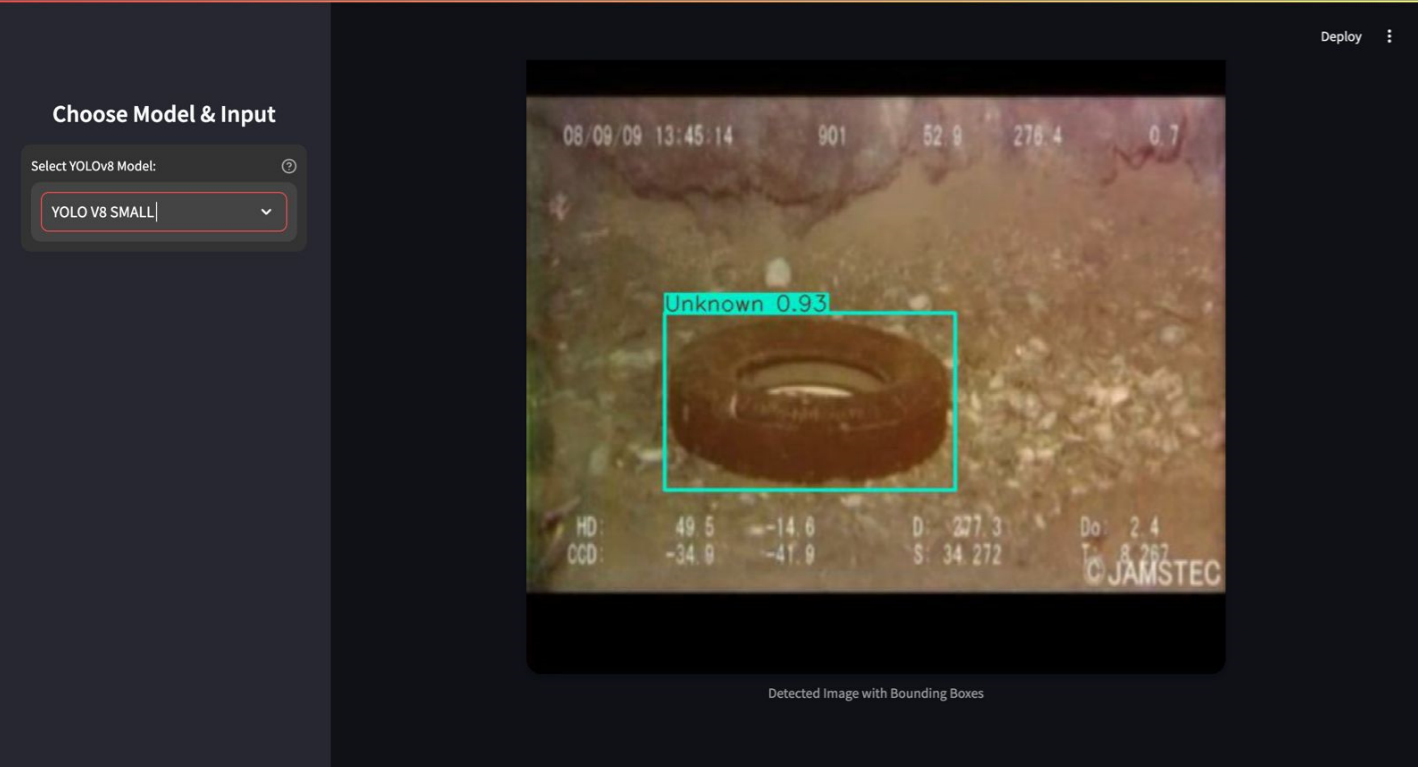 Deploy
Choose Model & Input
Select YOLOv8 Model:
YOLO V8 SMALL
08/09/09 13:45:14 901 52.9 276.4 0.7
Unknown 0.93
HD: 49.5 -14.6 D: 277.3 Do: 2.4
CCD: -34.9 -41.9 S: 34.272 T: 8.267
©JAMSTEC
Detected Image with Bounding Boxes